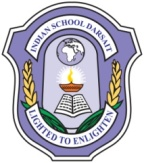 INDIAN SCHOOL DARSAIT
LIGHTED TO ENLIGHTEN